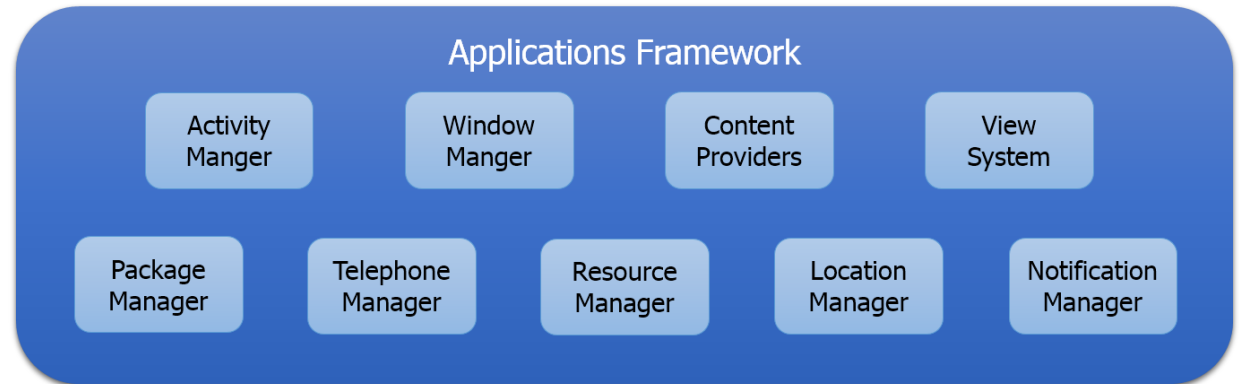 Applications Framework
Activity
Manger
Window
Manger
Content
Providers
View
System
Package
Manager
Telephone
Manager
Resource
Manager
Location
Manager
Notification
Manager